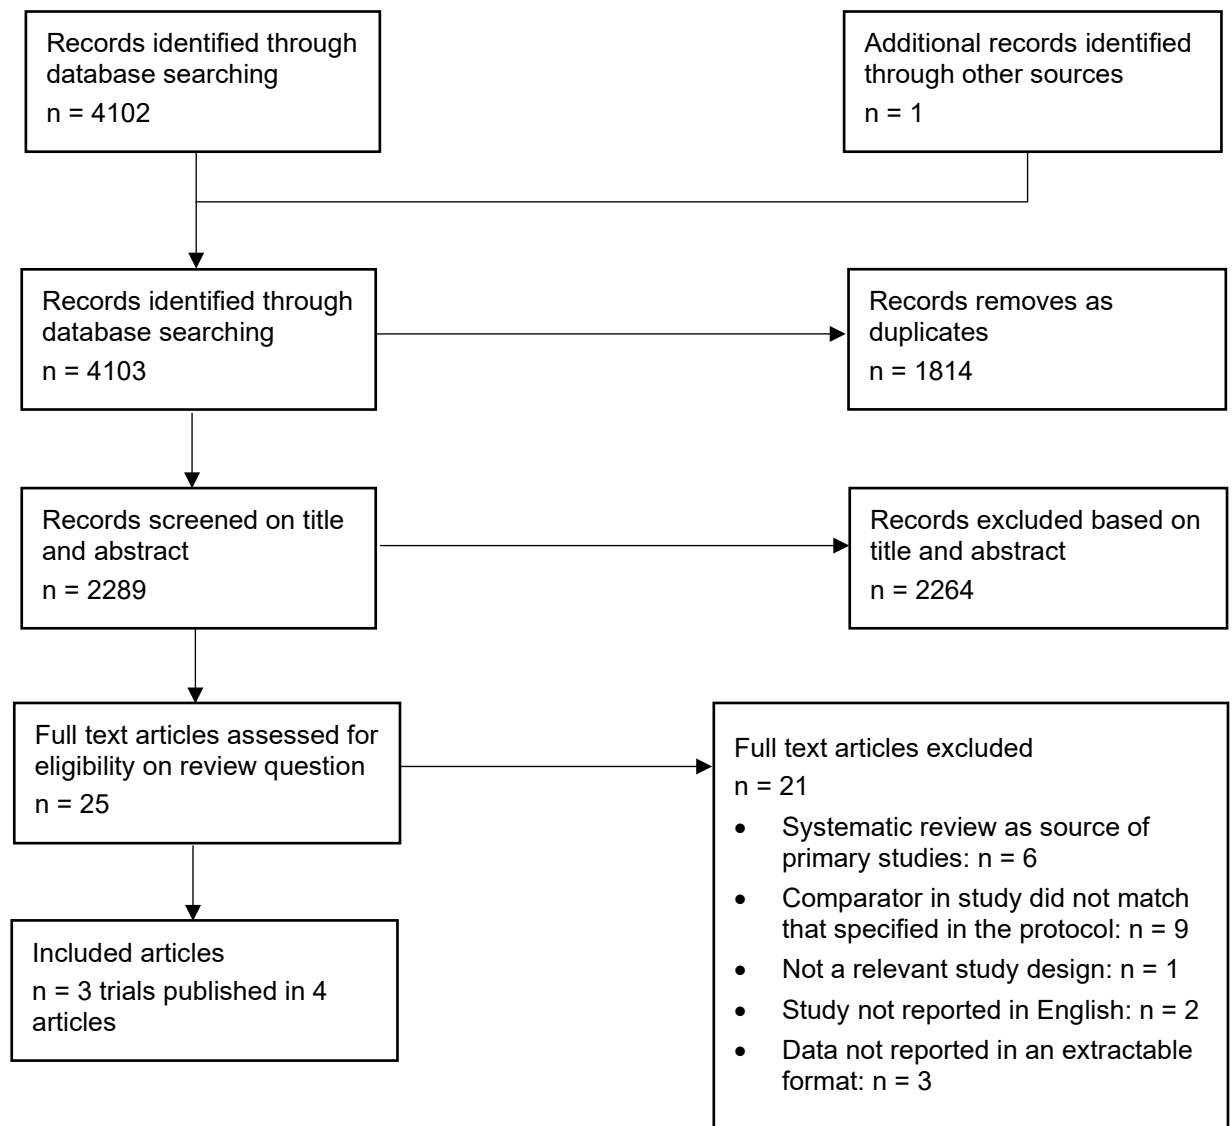 Records identified through
database searching
n = 4102
Additional records identified
through other sources
n = 1
Records identified through
database searching
n = 4103
Records removes as
duplicates
n = 1814
Records screened on title
and abstract
n = 2289
Records excluded based on
title and abstract
n = 2264
Full text articles assessed for
eligibility on review question
n = 25
Full text articles excluded
n = 21
• Systematic review as source of
primary studies: n = 6
• Comparator in study did not match
that specified in the protocol: n = 9
• Not a relevant study design: n = 1
• Study not reported in English: n = 2
• Data not reported in an extractable
format: n = 3
Included articles
n = 3 trials published in 4
articles